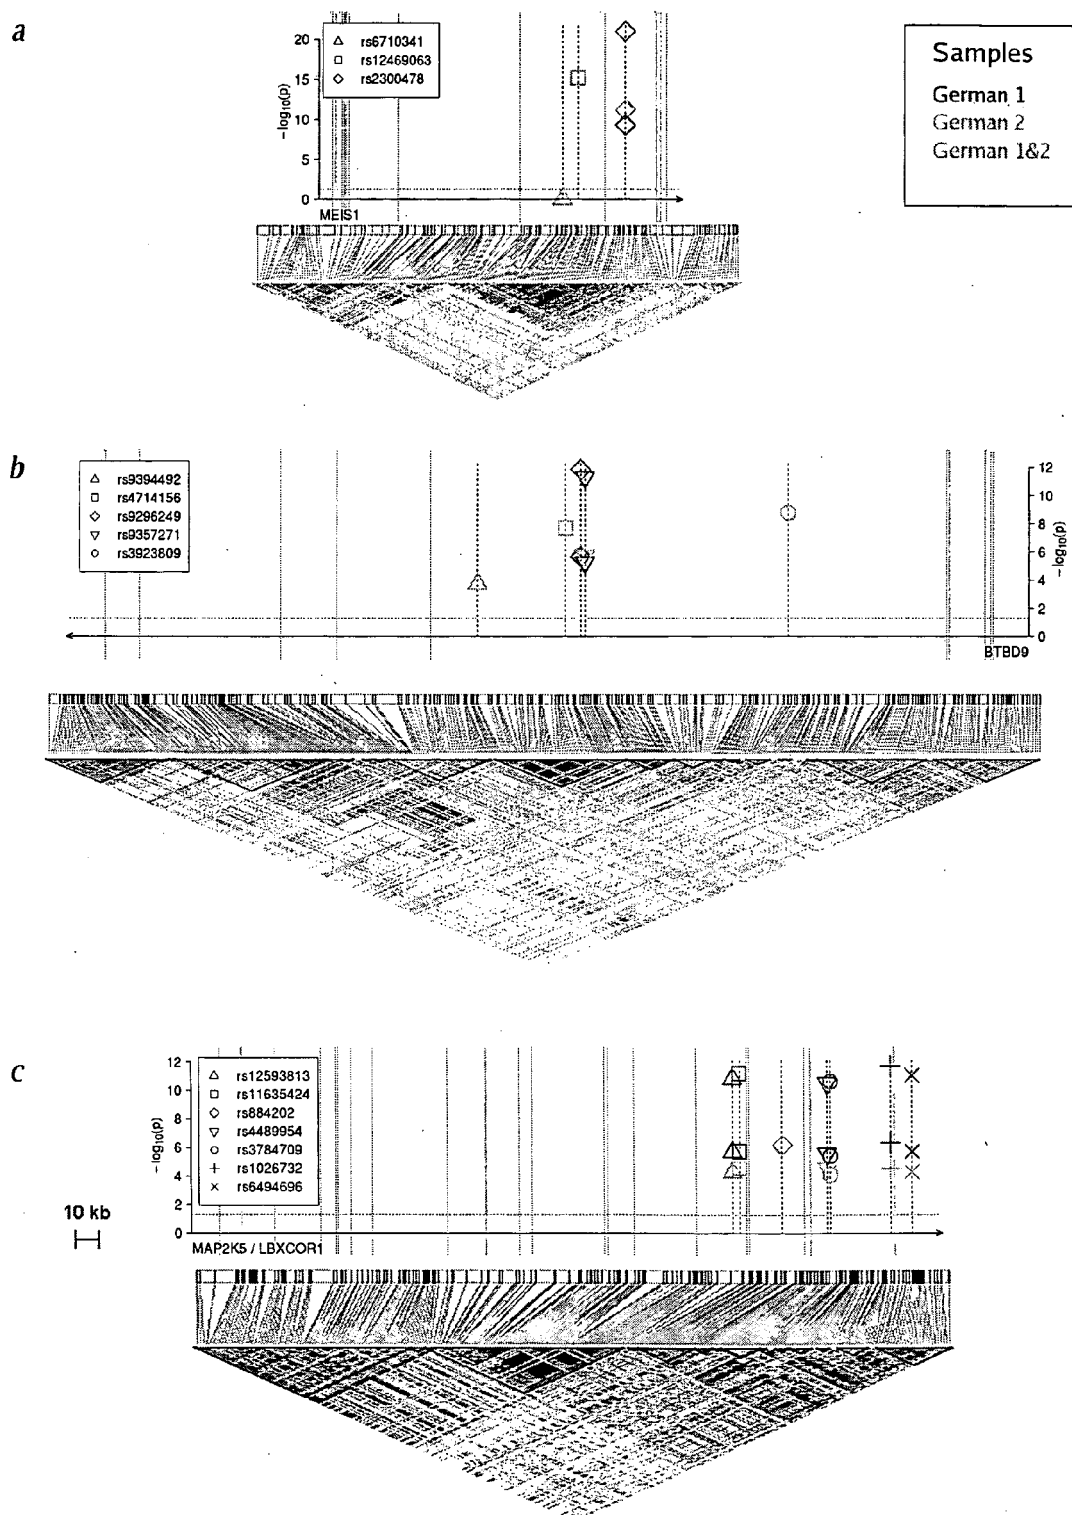 a
20
15
10
5
0
-log10(p)
rs6710341
rs12469063
rs2300478
MEIS1
Samples
German 1
German 2
German 1&2
b
rs9394492
rs4714156
rs9296249
rs9357271
rs3923809
12
10
8
6
4
2
0
-log10(p)
BTBD9
c
12
10
8
6
4
2
0
-log10(p)
rs12593813
rs11635424
rs884202
rs4489954
rs3784709
rs1026732
rs6494696
10 kb
MAP2K5 / LBXCOR1